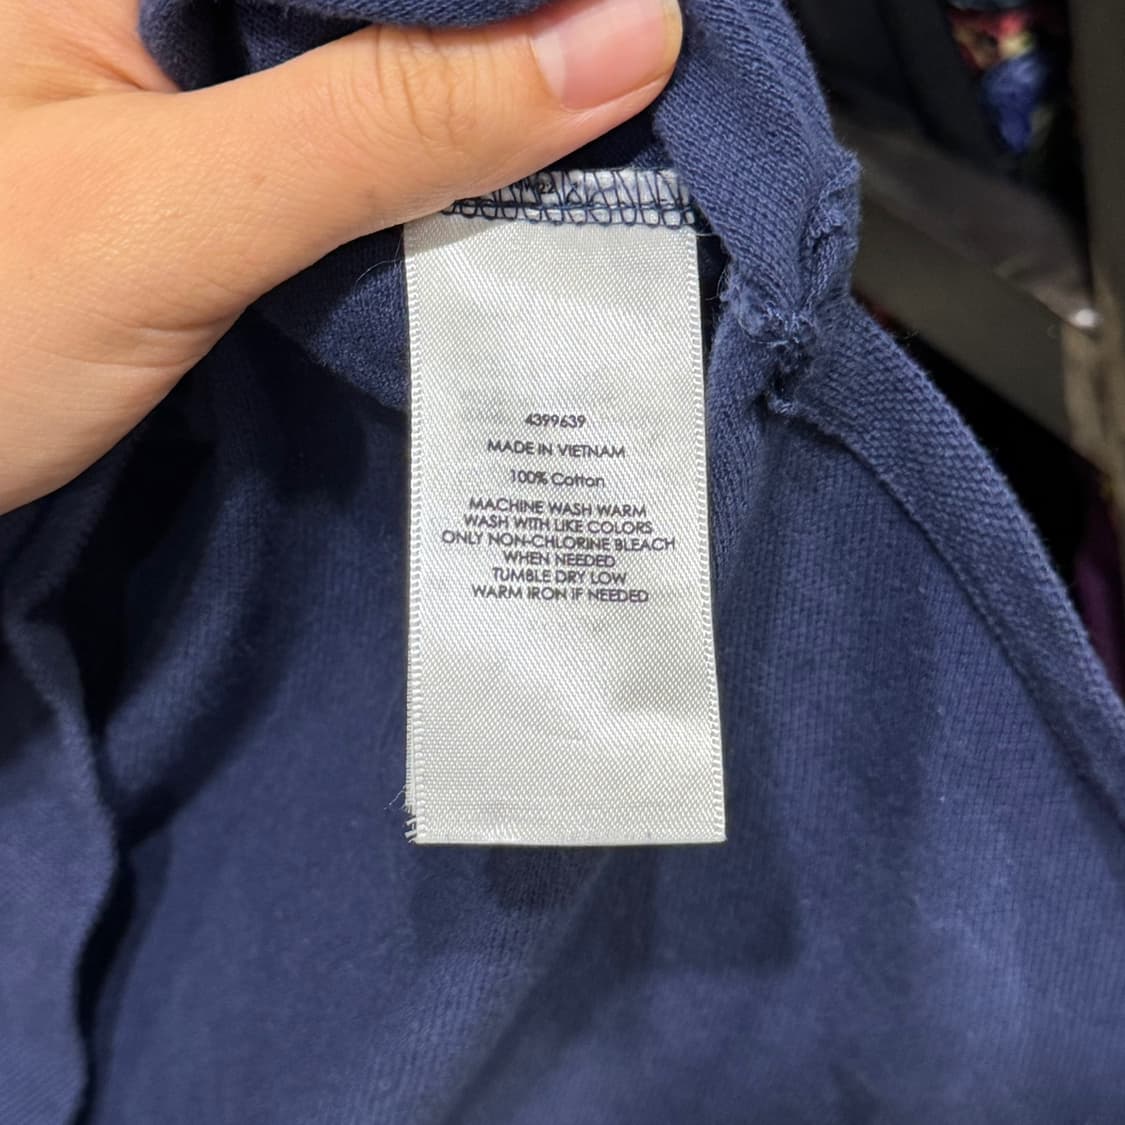 4399639
MADE IN VIETNAM
100% Cotton
MACHINE WASH WARM
WASH WITH LIKE COLORS
ONLY NON-CHLORINE BLEACH
WHEN NEEDED
TUMBLE DRY LOW
WARM IRON IF NEEDED